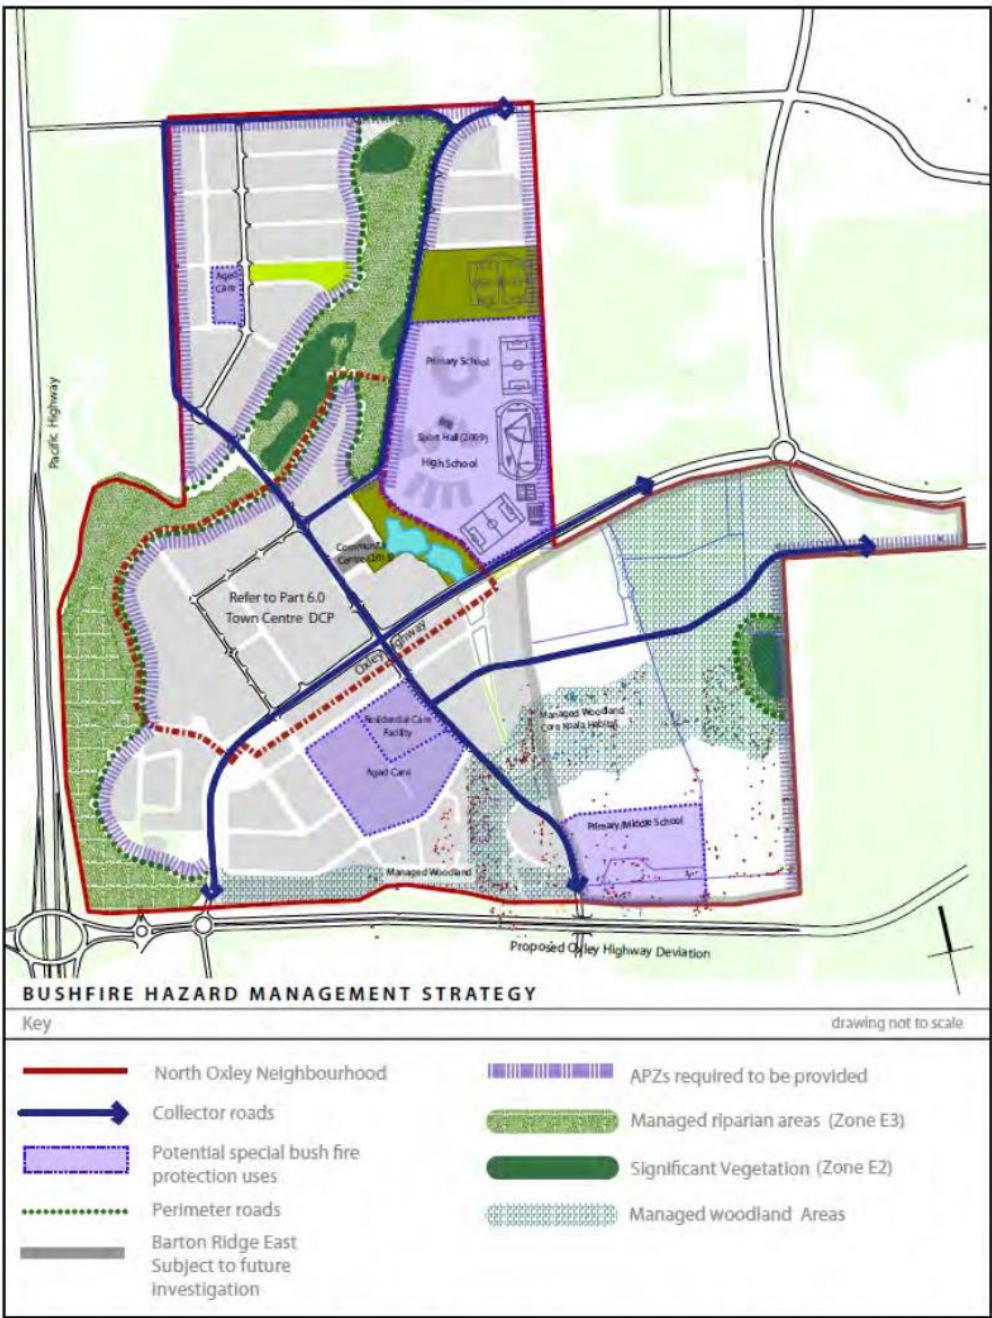 Aged
Care
Primary School
Pacific Highway
Sport Hall (2009)
High School
Community
Centre
Refer to Part 6.0
Town Centre DCP
Oxley Highway
Residential Care
Facility
Managed Woodland
Core Koala Habitat
Aged Care
Primary/Middle School
Managed Woodland
Proposed Oxley Highway Deviation
BUSHFIRE HAZARD MANAGEMENT STRATEGY
Key
drawing not to scale
North Oxley Neighbourhood
Collector roads
Potential special bush fire
protection uses
Perimeter roads
Barton Ridge East
Subject to future
investigation
APZs required to be provided
Managed riparian areas (Zone E3)
Significant Vegetation (Zone E2)
Managed woodland Areas